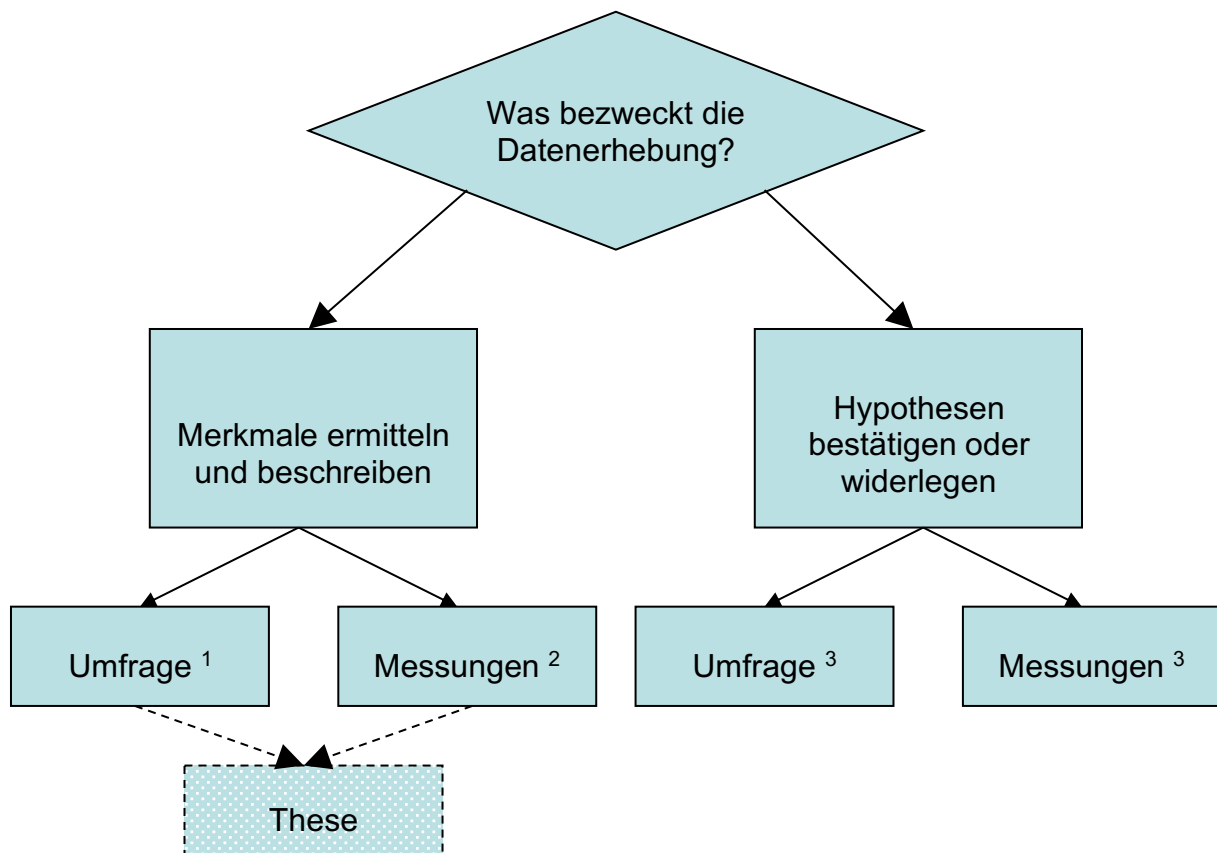 Was bezweckt die
Datenerhebung?
Merkmale ermitteln
und beschreiben
Hypothesen
bestätigen oder
widerlegen
Umfrage ¹
Messungen ²
Umfrage ³
Messungen ³
These